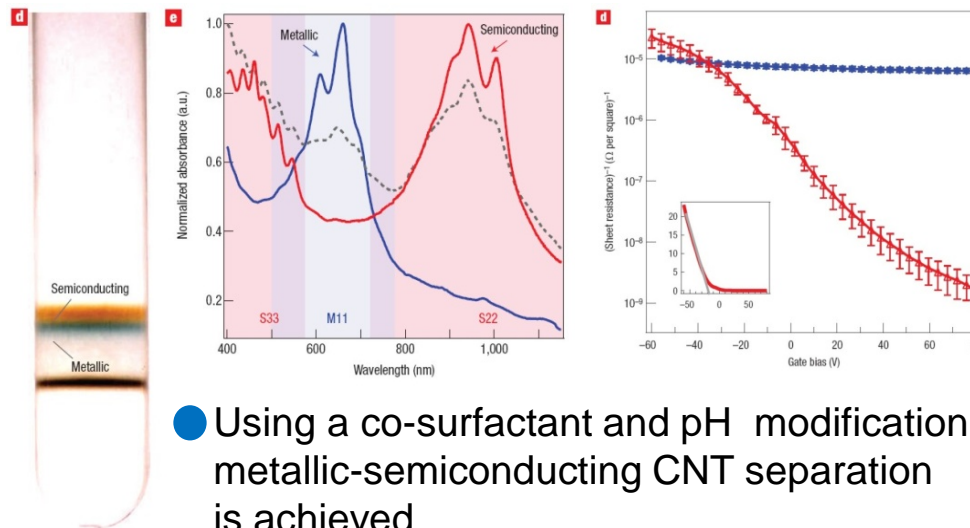 d
Semiconducting
Metallic
e
Normalized absorbance (a.u.)
1.0
0.8
0.6
0.4
0.2
Metallic
Semiconducting
S33
M11
S22
400
600
800
1,000
Wavelength (nm)
d
(Sheet resistance)⁻¹ (Ω per square)⁻¹
10⁻⁵
10⁻⁶
10⁻⁷
10⁻⁸
10⁻⁹
20
15
10
5
0
−50
0
50
−60
−40
−20
0
20
40
60
Gate bias (V)
Using a co-surfactant and pH modification
metallic-semiconducting CNT separation
is achieved